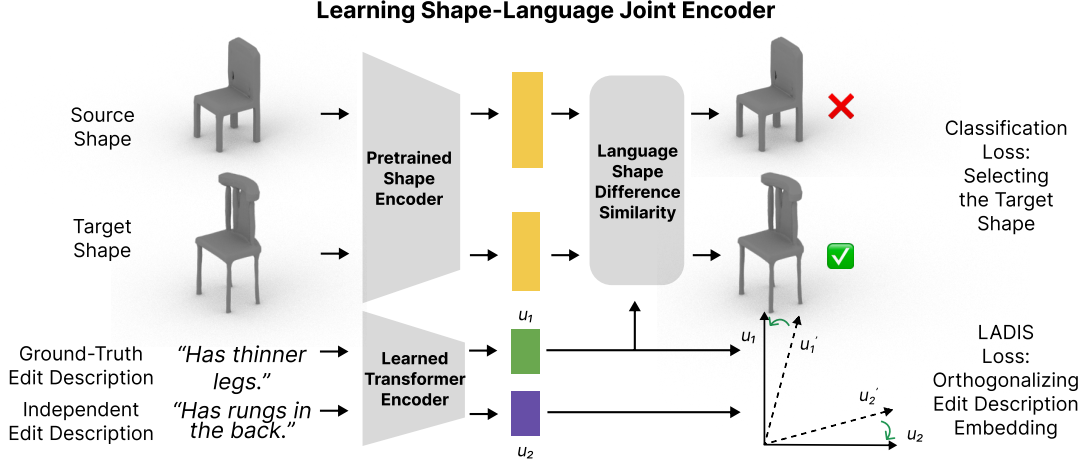 Learning Shape-Language Joint Encoder
Source
Shape
Pretrained
Shape
Encoder
Language
Shape
Difference
Similarity
Classification
Loss:
Selecting
the Target
Shape
Target
Shape
u₁
Ground-Truth
Edit Description
“Has thinner
legs.”
Independent
Edit Description
“Has rungs in
the back.”
Learned
Transformer
Encoder
u₂
u₁
u₁'
u₂'
u₂
LADIS
Loss:
Orthogonalizing
Edit Description
Embedding